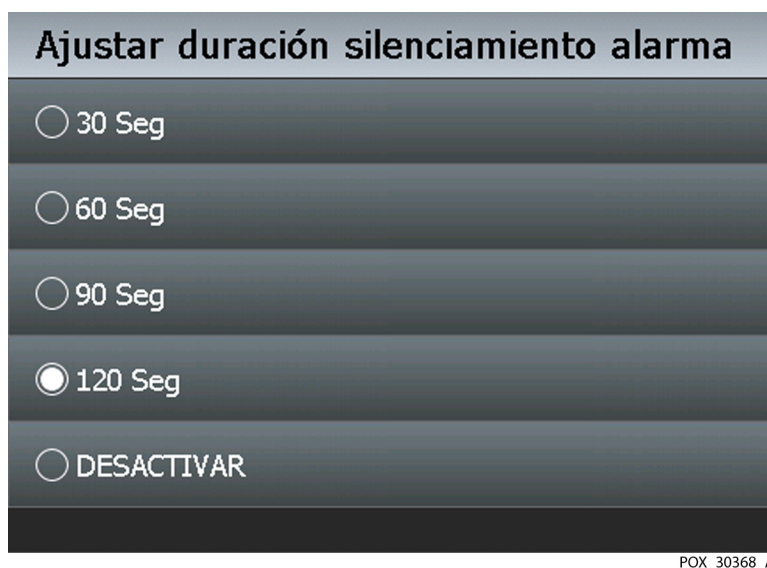 Ajustar duración silenciamiento alarma
30 Seg
60 Seg
90 Seg
120 Seg
DESACTIVAR
POX 30368